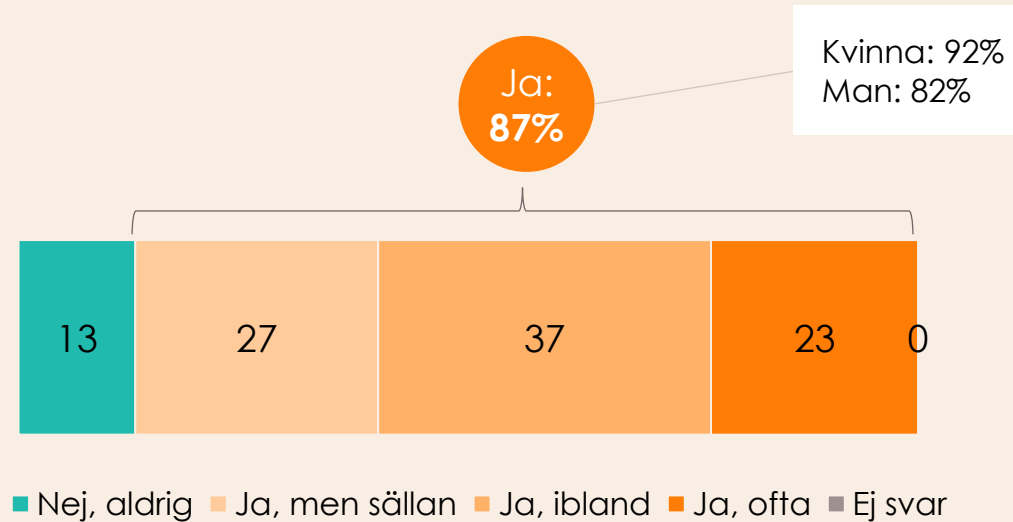 Ja:
87%
Kvinna: 92%
Man: 82%
13 27 37 23 0
Nej, aldrig Ja, men sällan Ja, ibland Ja, ofta Ej svar